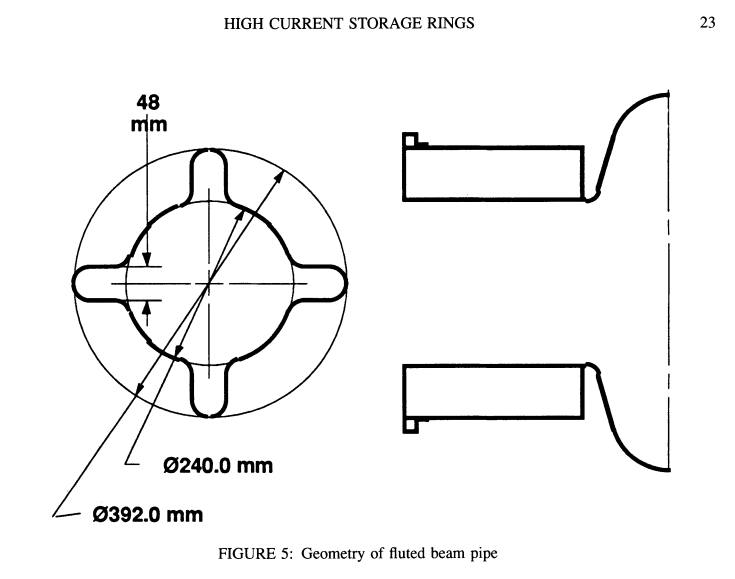 HIGH CURRENT STORAGE RINGS 23
48
mm
Ø240.0 mm
Ø392.0 mm
FIGURE 5: Geometry of fluted beam pipe